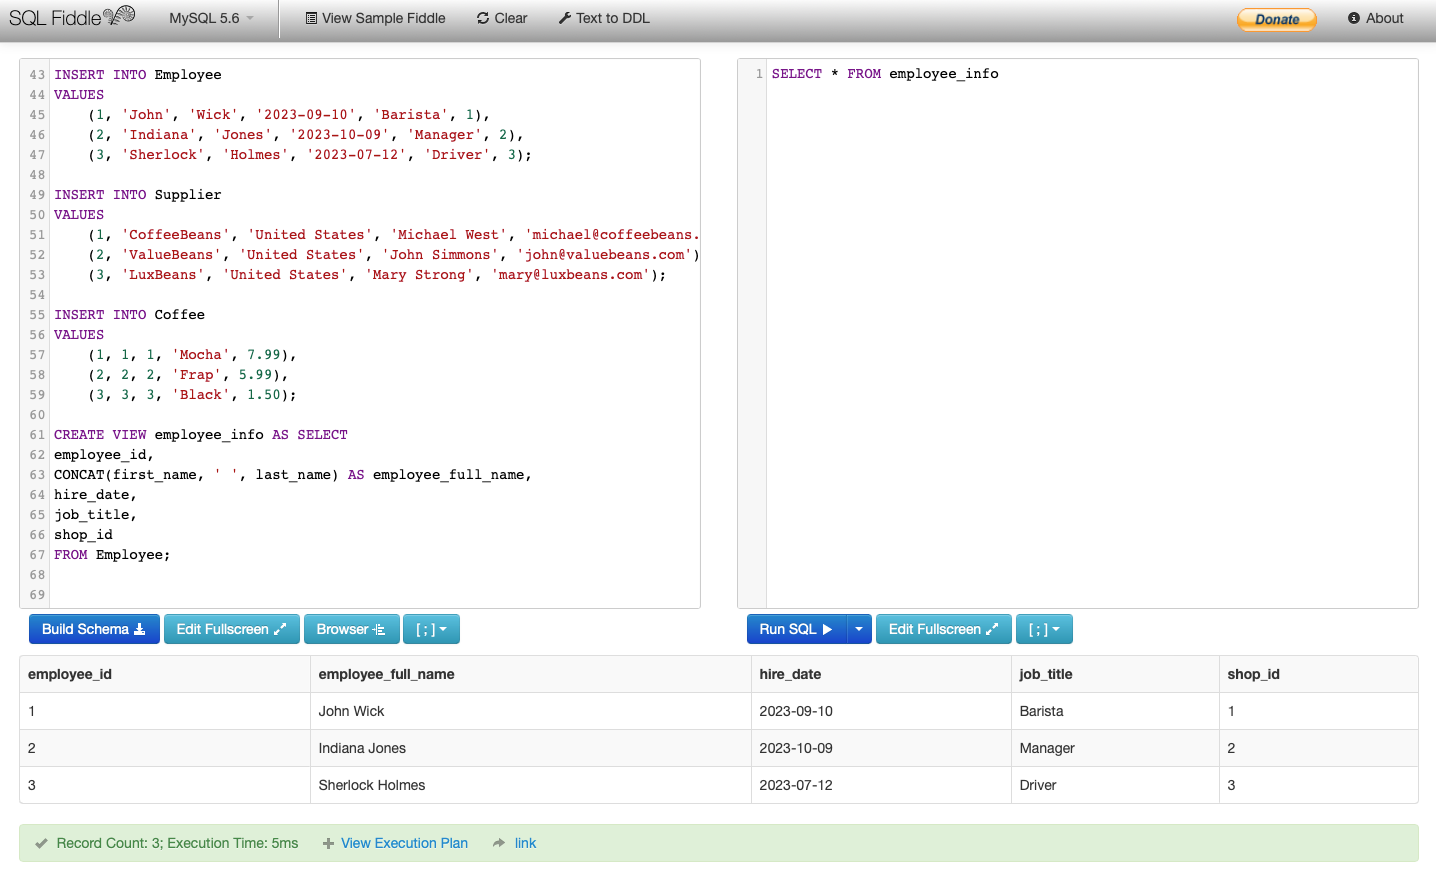 SQL Fiddle MySQL 5.6 View Sample Fiddle Clear Text to DDL Donate About
43 INSERT INTO Employee
44 VALUES
45     (1, 'John', 'Wick', '2023-09-10', 'Barista', 1),
46     (2, 'Indiana', 'Jones', '2023-10-09', 'Manager', 2),
47     (3, 'Sherlock', 'Holmes', '2023-07-12', 'Driver', 3);
48
49 INSERT INTO Supplier
50 VALUES
51     (1, 'CoffeeBeans', 'United States', 'Michael West', 'michael@coffeebeans.
52     (2, 'ValueBeans', 'United States', 'John Simmons', 'john@valuebeans.com')
53     (3, 'LuxBeans', 'United States', 'Mary Strong', 'mary@luxbeans.com');
54
55 INSERT INTO Coffee
56 VALUES
57     (1, 1, 1, 'Mocha', 7.99),
58     (2, 2, 2, 'Frap', 5.99),
59     (3, 3, 3, 'Black', 1.50);
60
61 CREATE VIEW employee_info AS SELECT
62 employee_id,
63 CONCAT(first_name, ' ', last_name) AS employee_full_name,
64 hire_date,
65 job_title,
66 shop_id
67 FROM Employee;
68
69
Build Schema Edit Fullscreen Browser [ ; ]
1 SELECT * FROM employee_info
Run SQL Edit Fullscreen [ ; ]
employee_id employee_full_name hire_date job_title shop_id
1 John Wick 2023-09-10 Barista 1
2 Indiana Jones 2023-10-09 Manager 2
3 Sherlock Holmes 2023-07-12 Driver 3
Record Count: 3; Execution Time: 5ms View Execution Plan link